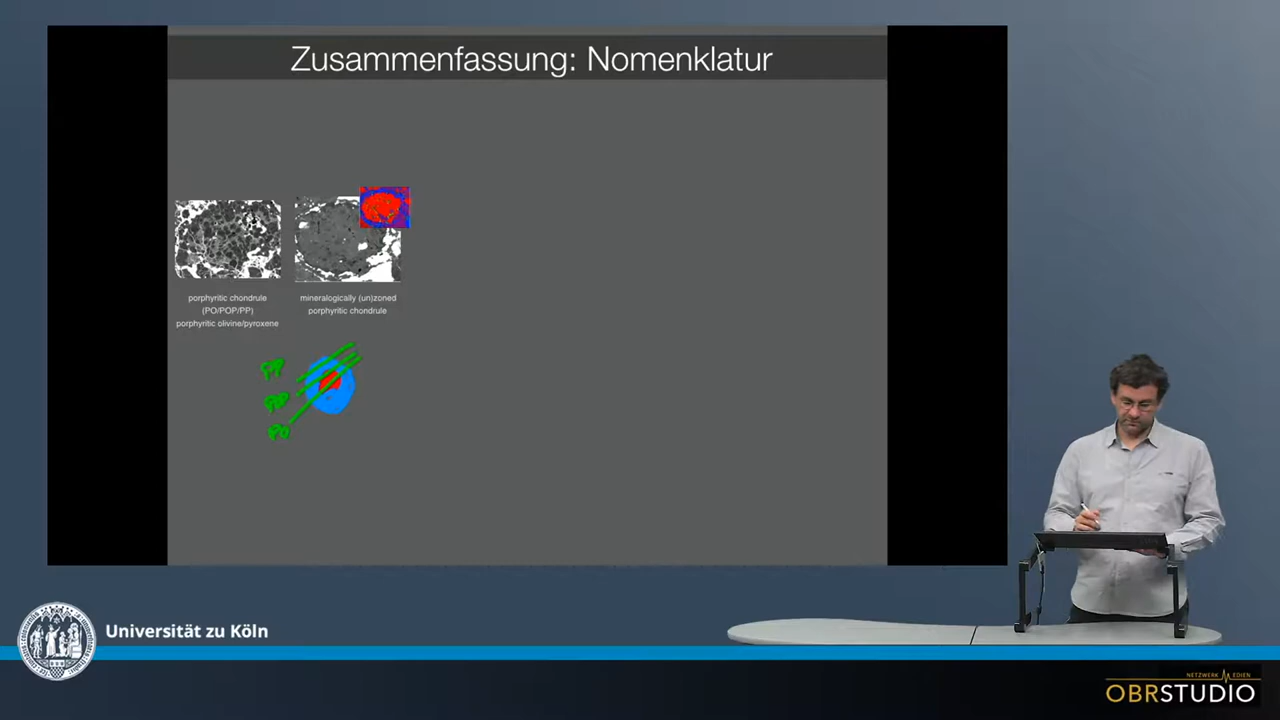 Zusammenfassung: Nomenklatur
porphyritic chondrule
(PO/POP/PP)
porphyritic olivine/pyroxene
mineralogically (un)zoned
porphyritic chondrule
PP
POP
PO
Universität zu Köln
NETZWERK MEDIEN
OBRSTUDIO